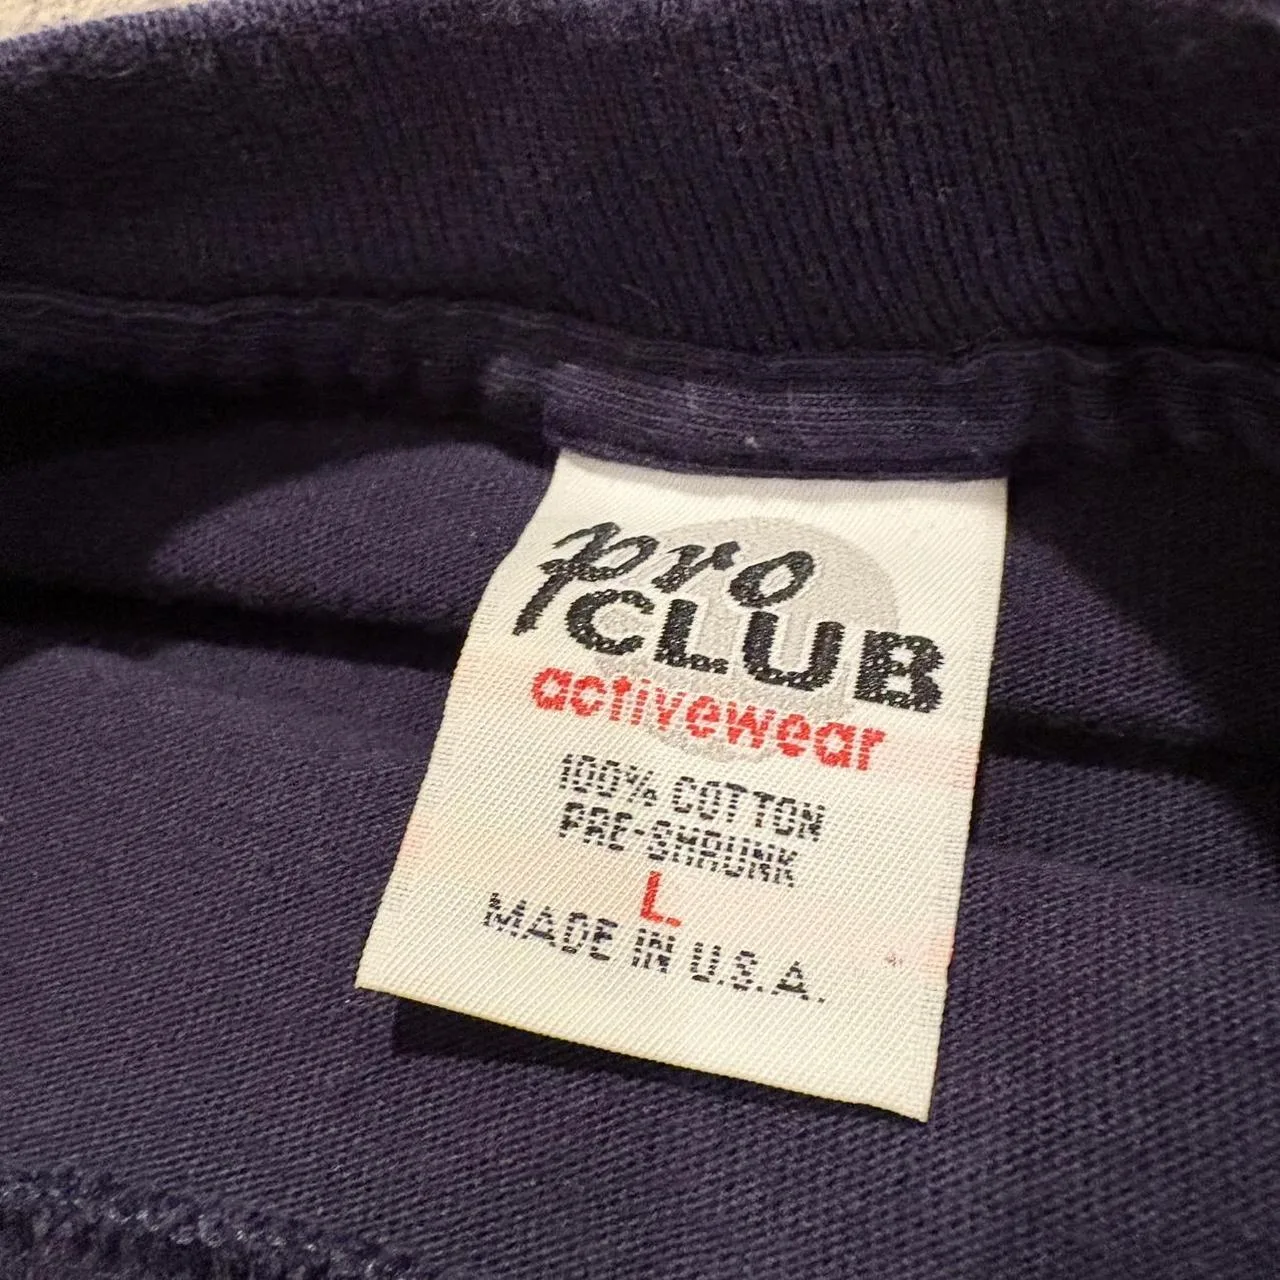 pro
CLUB
activewear
100% COTTON
PRE-SHRUNK
L
MADE IN U.S.A.